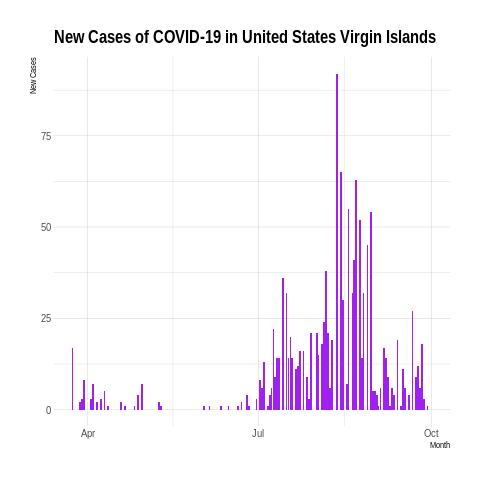 New Cases of COVID-19 in United States Virgin Islands
New Cases
75
50
25
0
Apr
Jul
Oct
Month